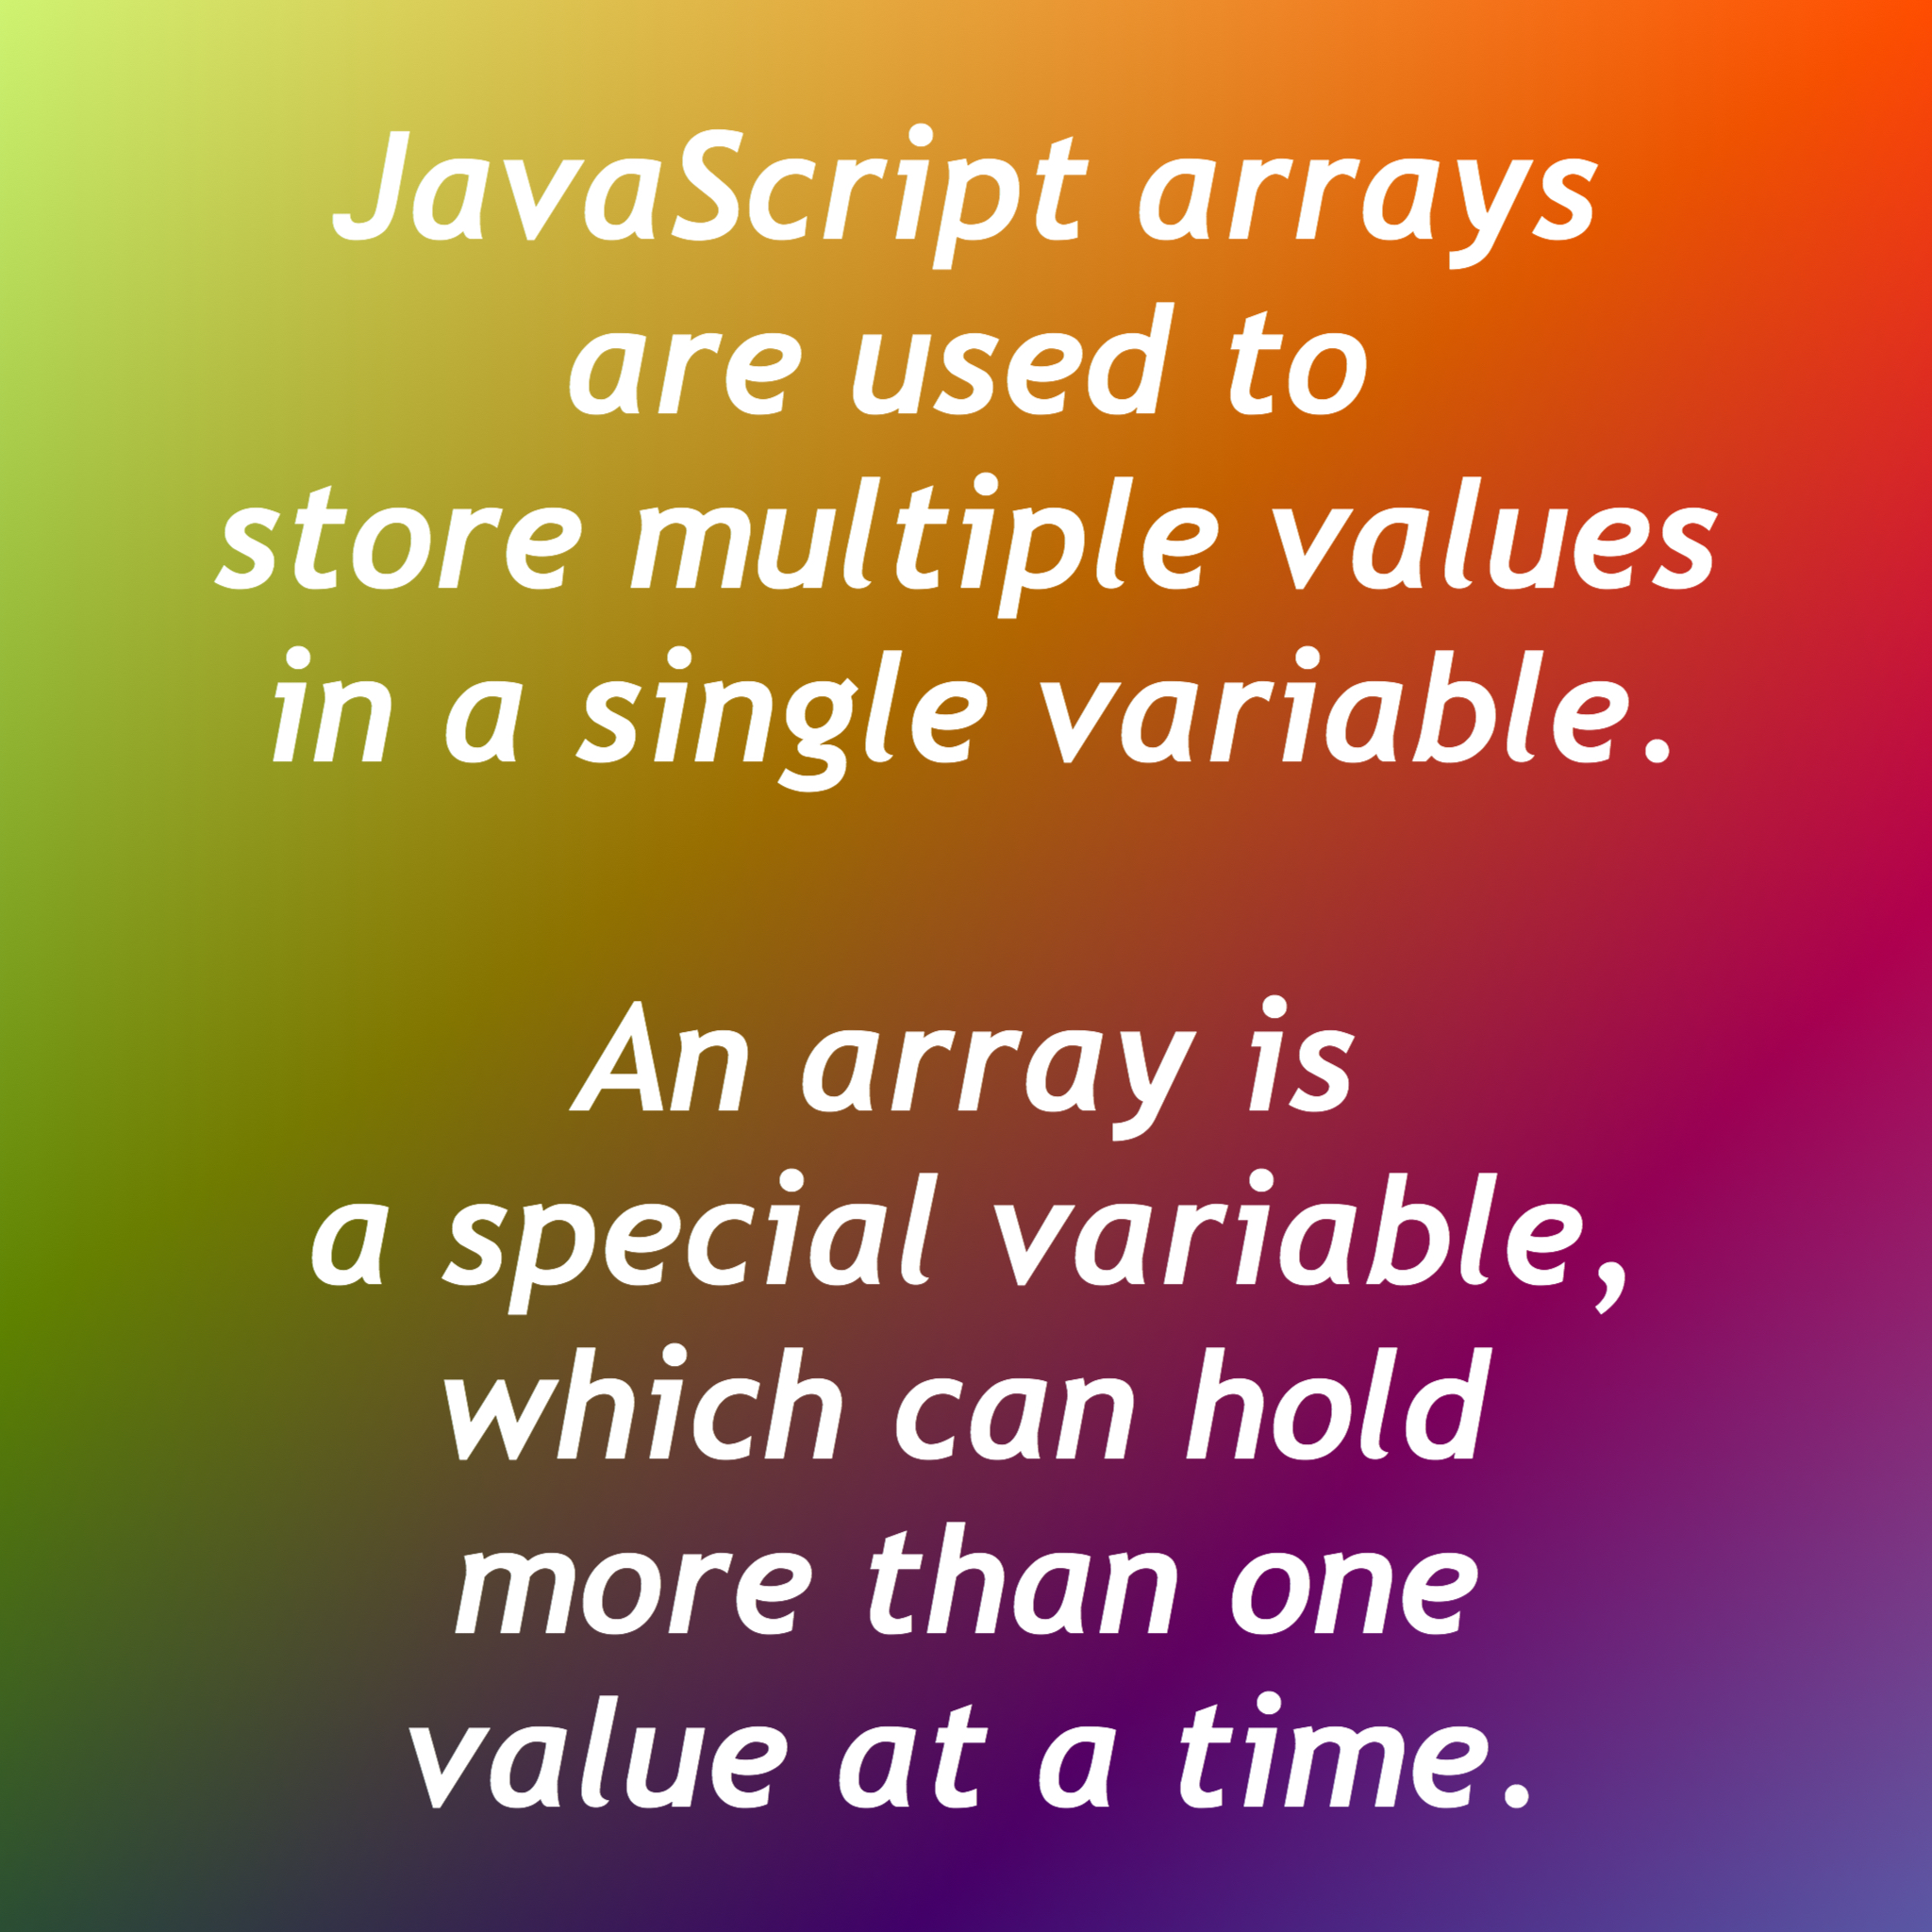 JavaScript arrays
are used to
store multiple values
in a single variable.
An array is
a special variable,
which can hold
more than one
value at a time.